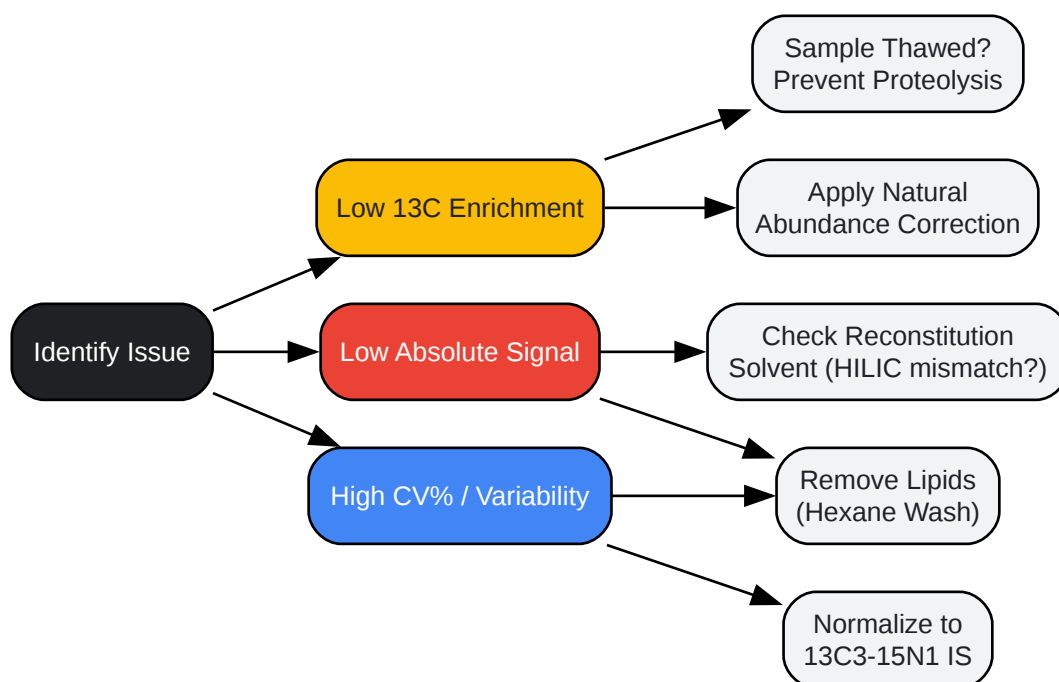 Sample Thawed?
Prevent Proteolysis
Low 13C Enrichment
Apply Natural
Abundance Correction
Identify Issue
Low Absolute Signal
Check Reconstitution
Solvent (HILIC mismatch?)
High CV% / Variability
Remove Lipids
(Hexane Wash)
Normalize to
13C3-15N1 IS